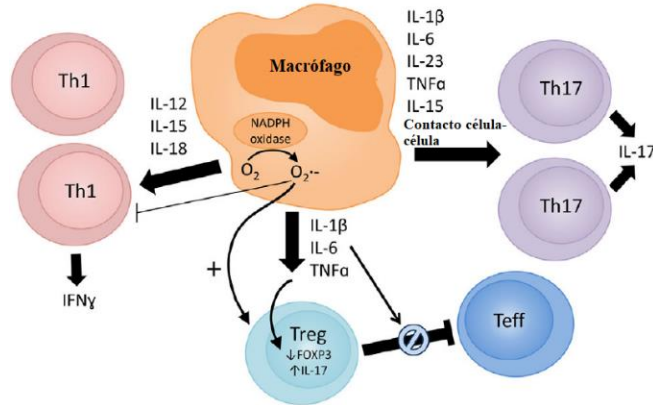 Th1
Th1
IFNɣ
IL-12
IL-15
IL-18
Macrófago
NADPH
oxidase
O₂
O₂•-
IL-1β
IL-6
IL-23
TNFα
IL-15
Contacto célula-
célula
Th17
Th17
IL-17
+
IL-1β
IL-6
TNFα
Treg
↓FOXP3
↑IL-17
Teff